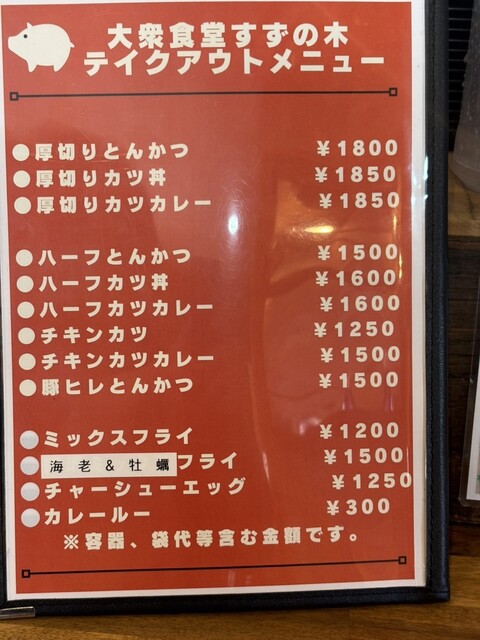 大衆食堂すずの木
テイクアウトメニュー
●厚切りとんかつ ¥1800
●厚切りカツ丼 ¥1850
●厚切りカツカレー ¥1850
●ハーフとんかつ ¥1500
●ハーフカツ丼 ¥1600
●ハーフカツカレー ¥1600
●チキンカツ ¥1250
●チキンカツカレー ¥1500
●豚ヒレとんかつ ¥1500
●ミックスフライ ¥1200
●海老&牡蠣フライ ¥1500
●チャーシューエッグ ¥1250
●カレールー ¥300
※容器、袋代等含む金額です。